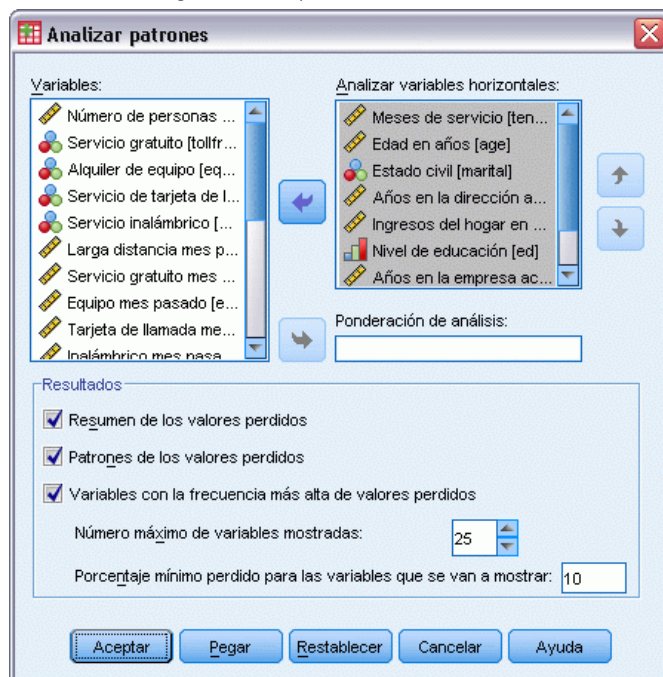 Analizar patrones
Variables:
Número de personas ...
Servicio gratuito [tollfr...
Alquiler de equipo [eq...
Servicio de tarjeta de l...
Servicio inalámbrico [...
Larga distancia mes p...
Servicio gratuito mes ...
Equipo mes pasado [e...
Tarjeta de llamada me...
Inalámbrico mes pasa
Analizar variables horizontales:
Meses de servicio [ten...
Edad en años [age]
Estado civil [marital]
Años en la dirección a...
Ingresos del hogar en ...
Nivel de educación [ed]
Años en la empresa ac...
Ponderación de análisis:
Resultados
Resumen de los valores perdidos
Patrones de los valores perdidos
Variables con la frecuencia más alta de valores perdidos
Número máximo de variables mostradas: 25
Porcentaje mínimo perdido para las variables que se van a mostrar: 10
Aceptar Pegar Restablecer Cancelar Ayuda